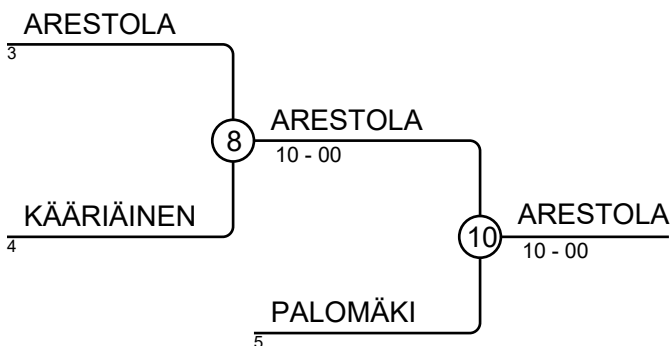 ARESTOLA
3
8
ARESTOLA
10 - 00
KÄÄRIÄINEN
4
10
ARESTOLA
10 - 00
PALOMÄKI
5